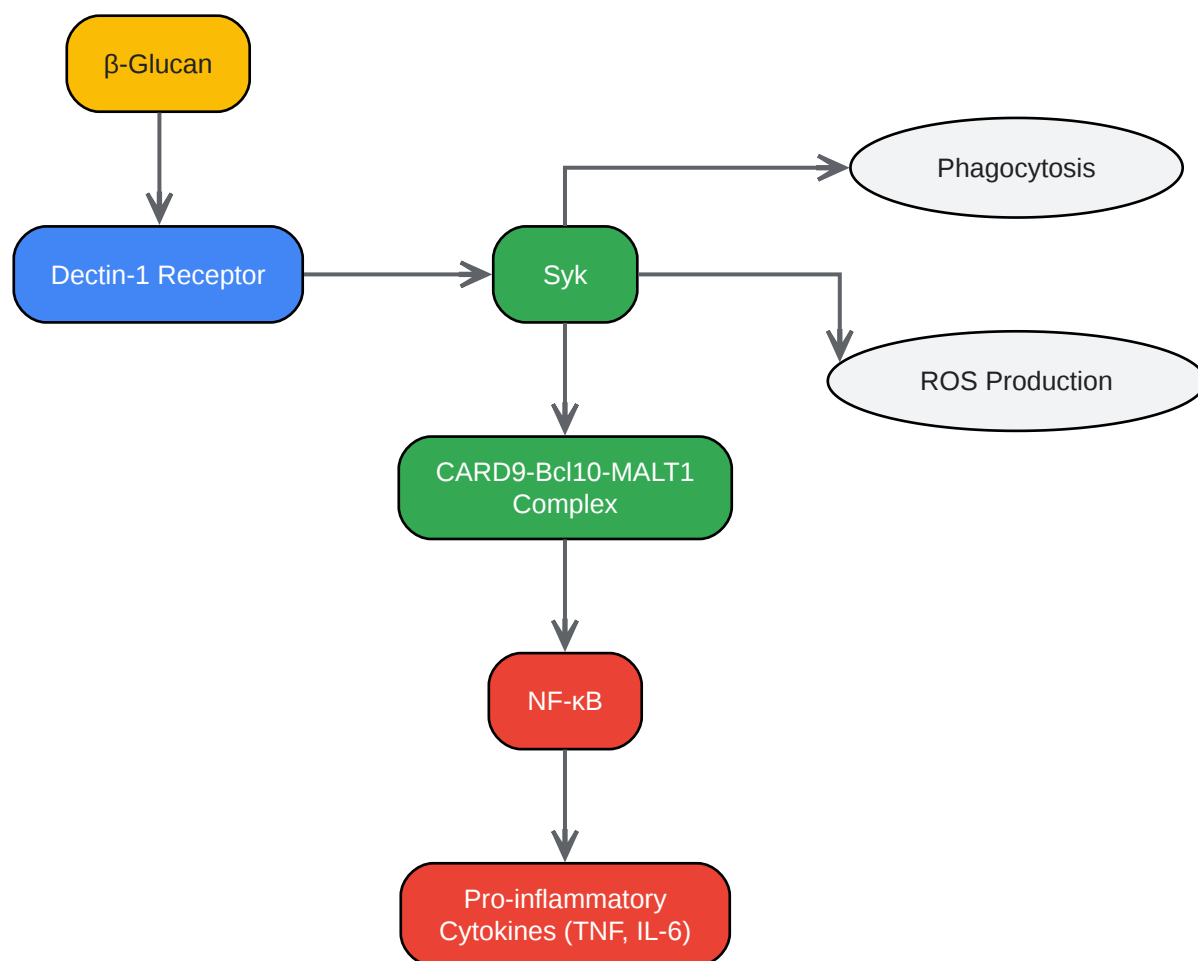 β-Glucan
Phagocytosis
Dectin-1 Receptor
Syk
ROS Production
CARD9-Bcl10-MALT1
Complex
NF-κB
Pro-inflammatory
Cytokines (TNF, IL-6)